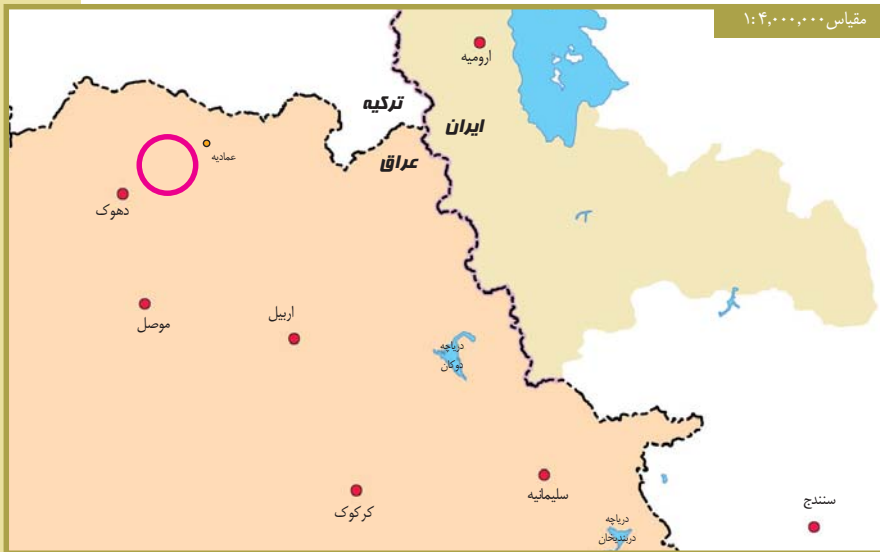 مقیاس ۱:۴,۰۰۰,۰۰۰
ارومیه
ترکیه
ایران
عمادیه
عراق
دهوک
موصل
اربیل
دریاچه
دوکان
سلیمانیه
کرکوک
سنندج
دریاچه
دربندیخان